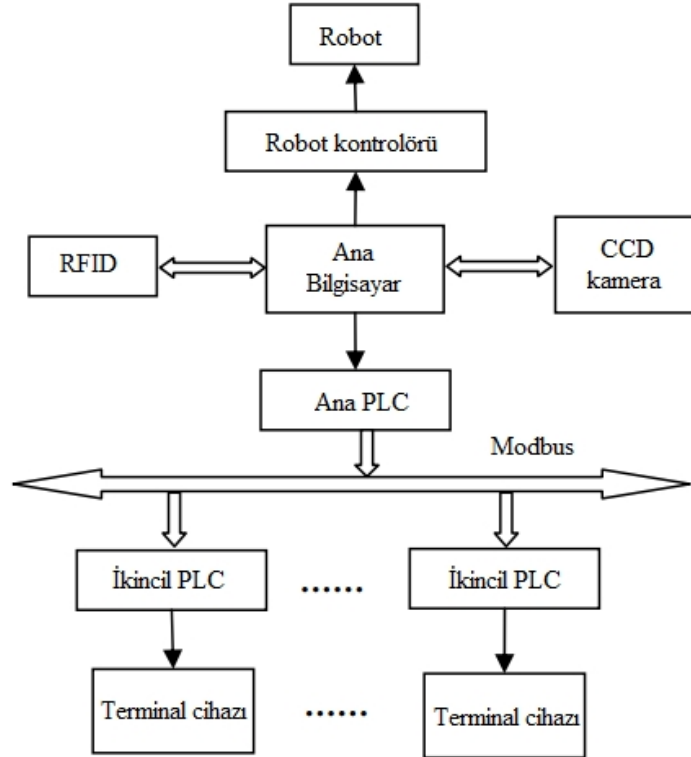 Robot
Robot kontrolörü
RFID
Ana
Bilgisayar
CCD
kamera
Ana PLC
Modbus
İkincil PLC
......
İkincil PLC
Terminal cihazı
......
Terminal cihazı